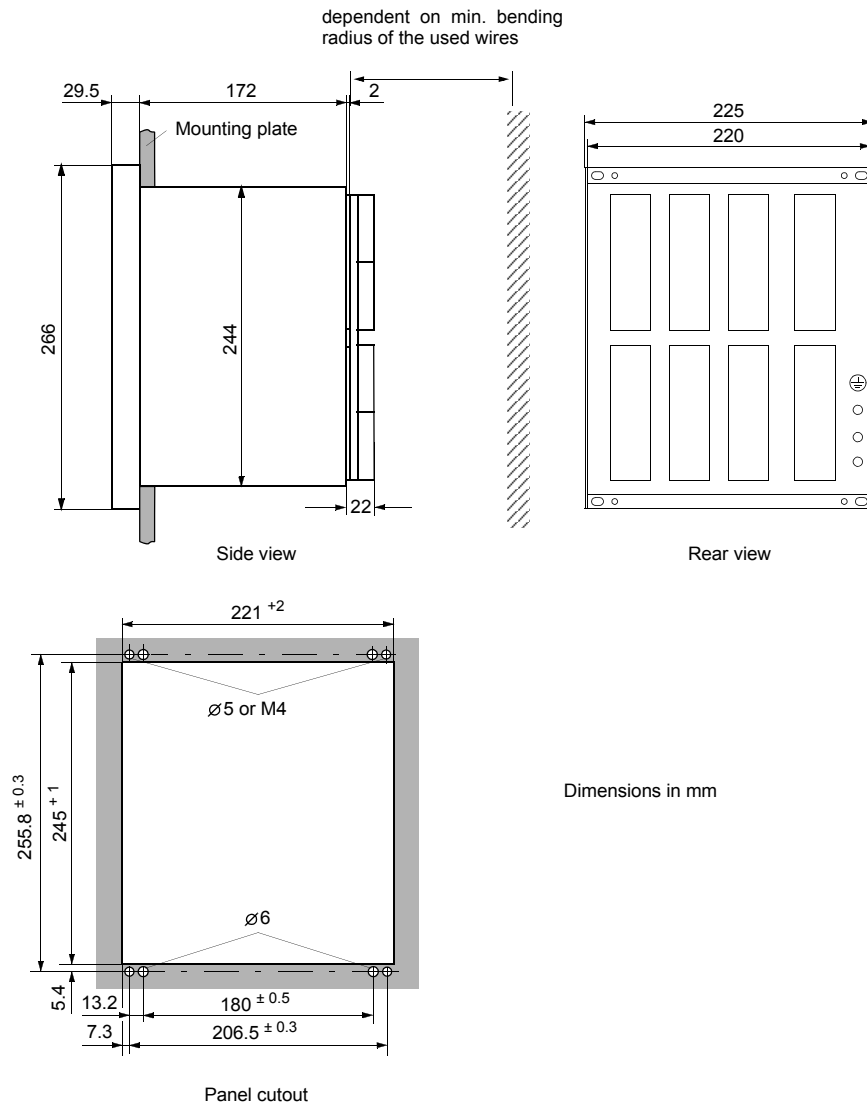 dependent on min. bending
radius of the used wires
29.5
172
2
Mounting plate
225
220
266
244
22
Side view
Rear view
221 +2
⌀5 or M4
255.8 ± 0.3
245 + 1
Dimensions in mm
⌀6
5.4
13.2
180 ± 0.5
7.3
206.5 ± 0.3
Panel cutout